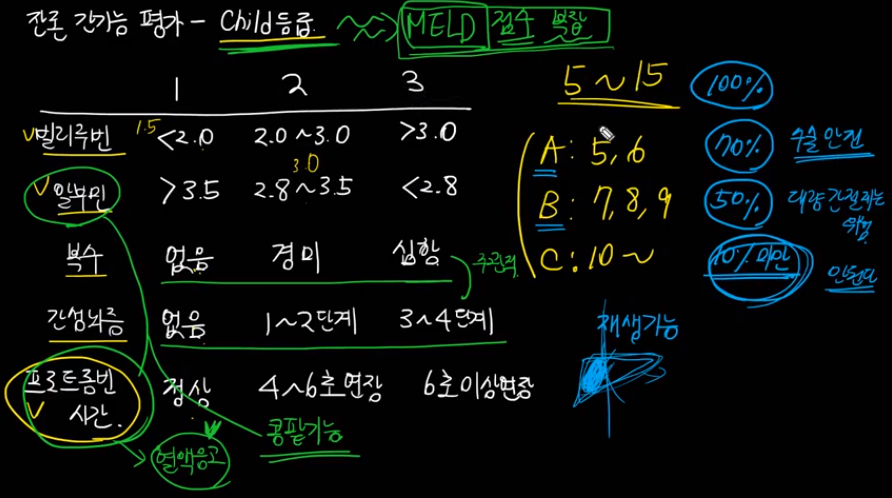 잔존 간기능 평가 - Child등급 MELD 점수 복잡
1 2 3
빌리루빈 1.5 <2.0 2.0~3.0 >3.0
3.0
알부민 >3.5 2.8~3.5 <2.8
복수 없음 경미 심함
주관적
간성뇌증 없음 1~2단계 3~4단계
프로트롬빈 시간 정상 4~6초연장 6초이상연장
혈액응고
콩팥기능
5~15 100%
A: 5, 6 70% 수술 안전
B: 7, 8, 9 50% 대량간절제는 위험
C: 10~ 10%미만 안된다
재생가능